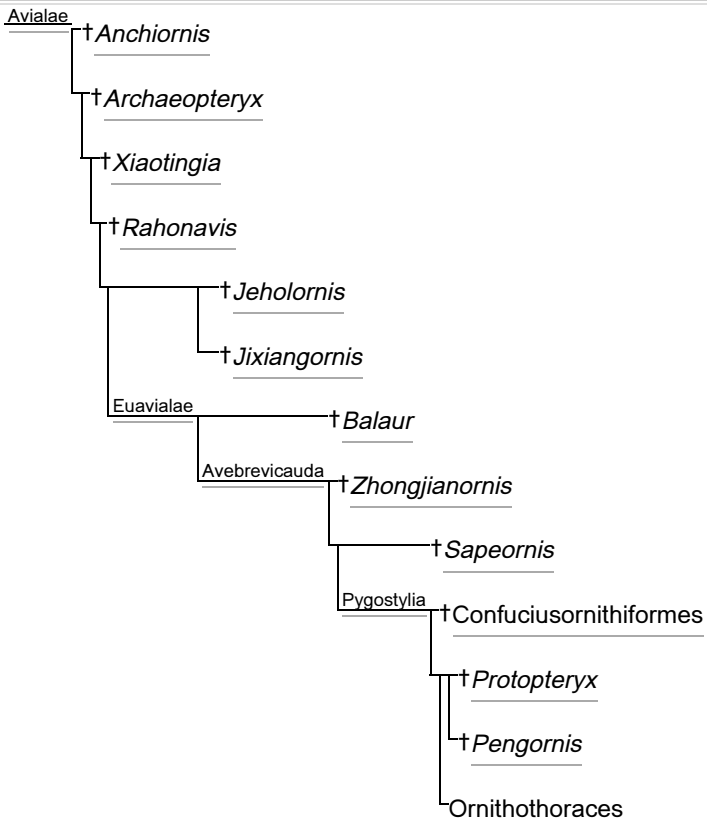 Avialae
†Anchiornis
†Archaeopteryx
†Xiaotingia
†Rahonavis
†Jeholornis
†Jixiangornis
Euavialae
†Balaur
Avebrevicauda
†Zhongjianornis
†Sapeornis
Pygostylia
†Confuciusornithiformes
†Protopteryx
†Pengornis
Ornithothoraces